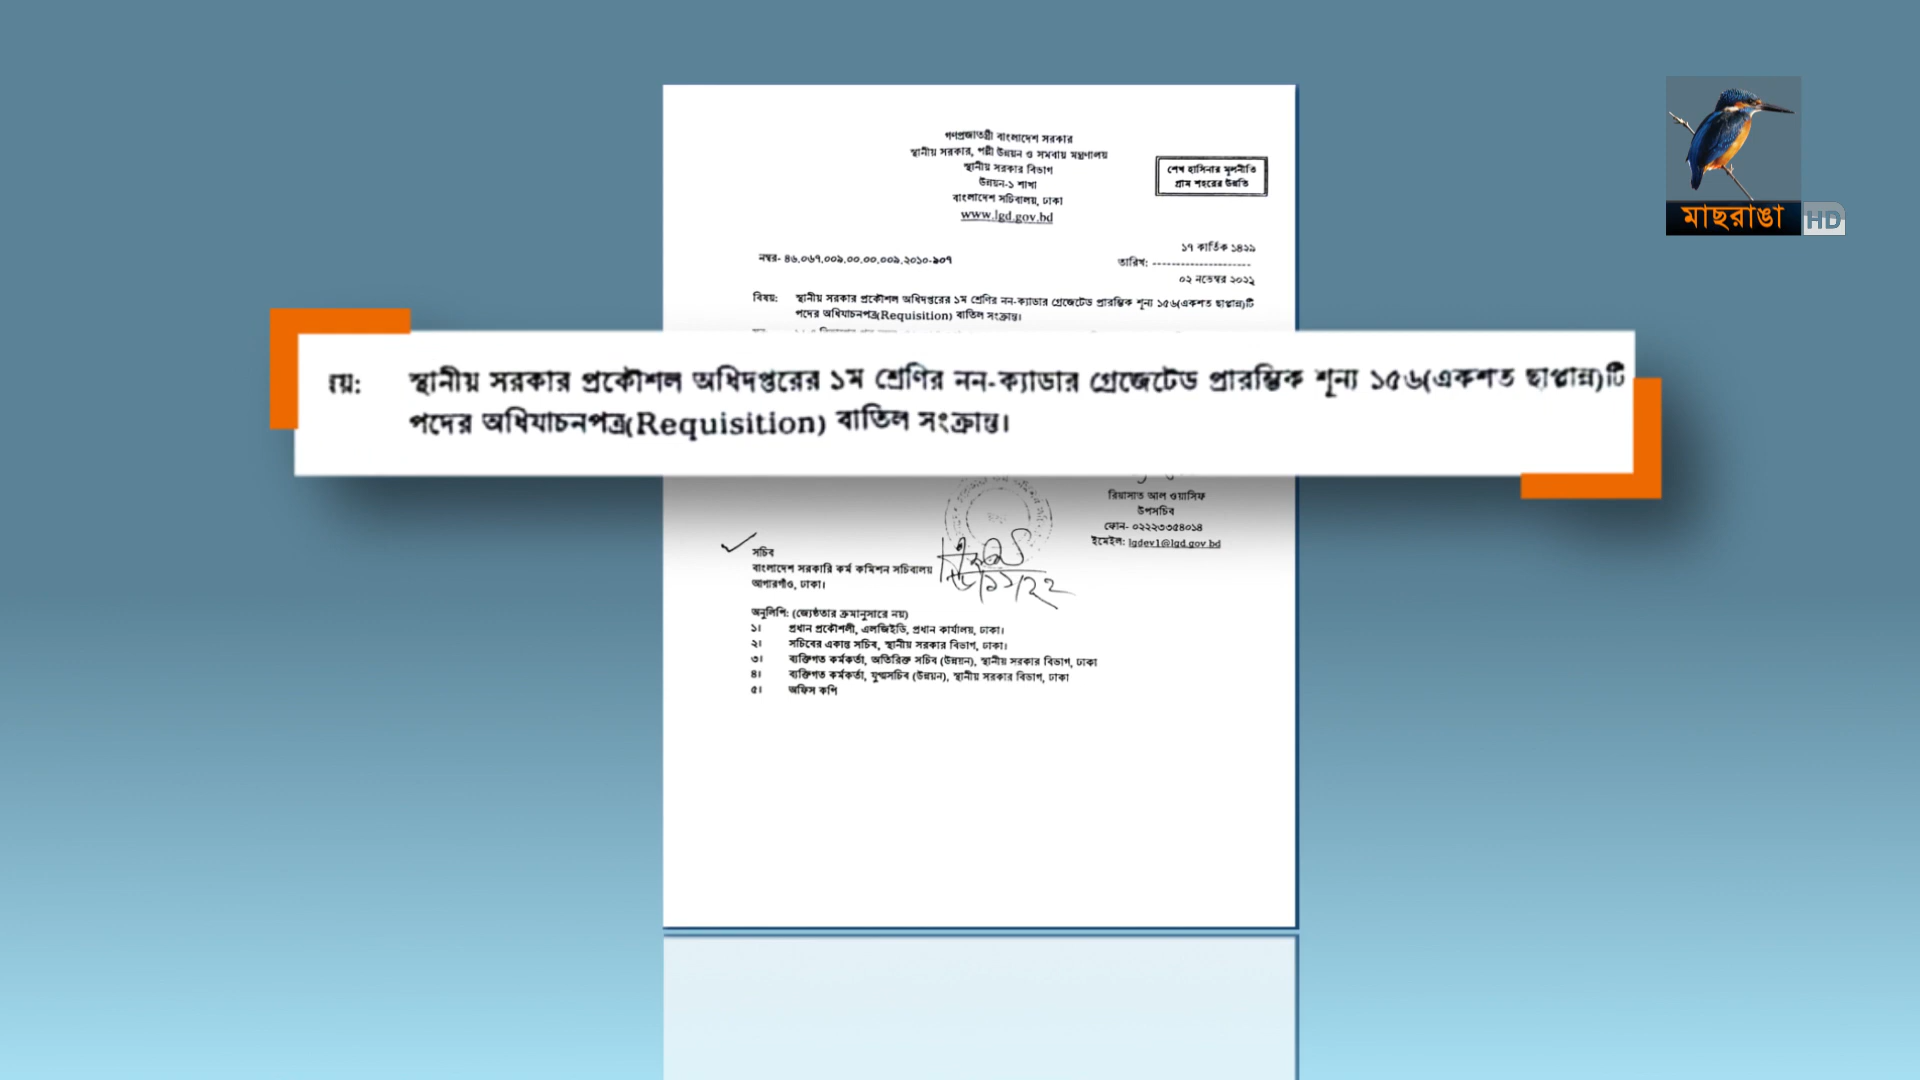 গণপ্রজাতন্ত্রী বাংলাদেশ সরকার
স্থানীয় সরকার, পল্লী উন্নয়ন ও সমবায় মন্ত্রণালয়
স্থানীয় সরকার বিভাগ
উন্নয়ন-১ শাখা
বাংলাদেশ সচিবালয়, ঢাকা
www.lgd.gov.bd
শেখ হাসিনার মূলনীতি
গ্রাম শহরের উন্নতি
মাছরাঙা HD
নম্বর- ৪৬.০৬৭.০০৯.০০.০০.০০৯.২০১০-৯০৭
১৭ কার্তিক ১৪২৯
তারিখ: --------------------
০২ নভেম্বর ২০২২
বিষয়: স্থানীয় সরকার প্রকৌশল অধিদপ্তরের ১ম শ্রেণির নন-ক্যাডার গ্রেজেটেড প্রারম্ভিক শূন্য ১৫৬(একশত ছাপ্পান্ন)টি
পদের অধিযাচনপত্র(Requisition) বাতিল সংক্রান্ত।
য়: স্থানীয় সরকার প্রকৌশল অধিদপ্তরের ১ম শ্রেণির নন-ক্যাডার গ্রেজেটেড প্রারম্ভিক শূন্য ১৫৬(একশত ছাপ্পান্ন)টি
পদের অধিযাচনপত্র(Requisition) বাতিল সংক্রান্ত।
রিয়াসাত আল ওয়াসিফ
উপসচিব
ফোন- ০২২২৩৩৫৪০১৪
ইমেইল: lgdev1@lgd.gov.bd
সচিব
বাংলাদেশ সরকারি কর্ম কমিশন সচিবালয়
আগারগাঁও, ঢাকা।
অনুলিপি: (জ্যেষ্ঠতার ক্রমানুসারে নয়)
১। প্রধান প্রকৌশলী, এলজিইডি, প্রধান কার্যালয়, ঢাকা।
২। সচিবের একান্ত সচিব, স্থানীয় সরকার বিভাগ, ঢাকা।
৩। ব্যক্তিগত কর্মকর্তা, অতিরিক্ত সচিব (উন্নয়ন), স্থানীয় সরকার বিভাগ, ঢাকা
৪। ব্যক্তিগত কর্মকর্তা, যুগ্মসচিব (উন্নয়ন), স্থানীয় সরকার বিভাগ, ঢাকা
৫। অফিস কপি